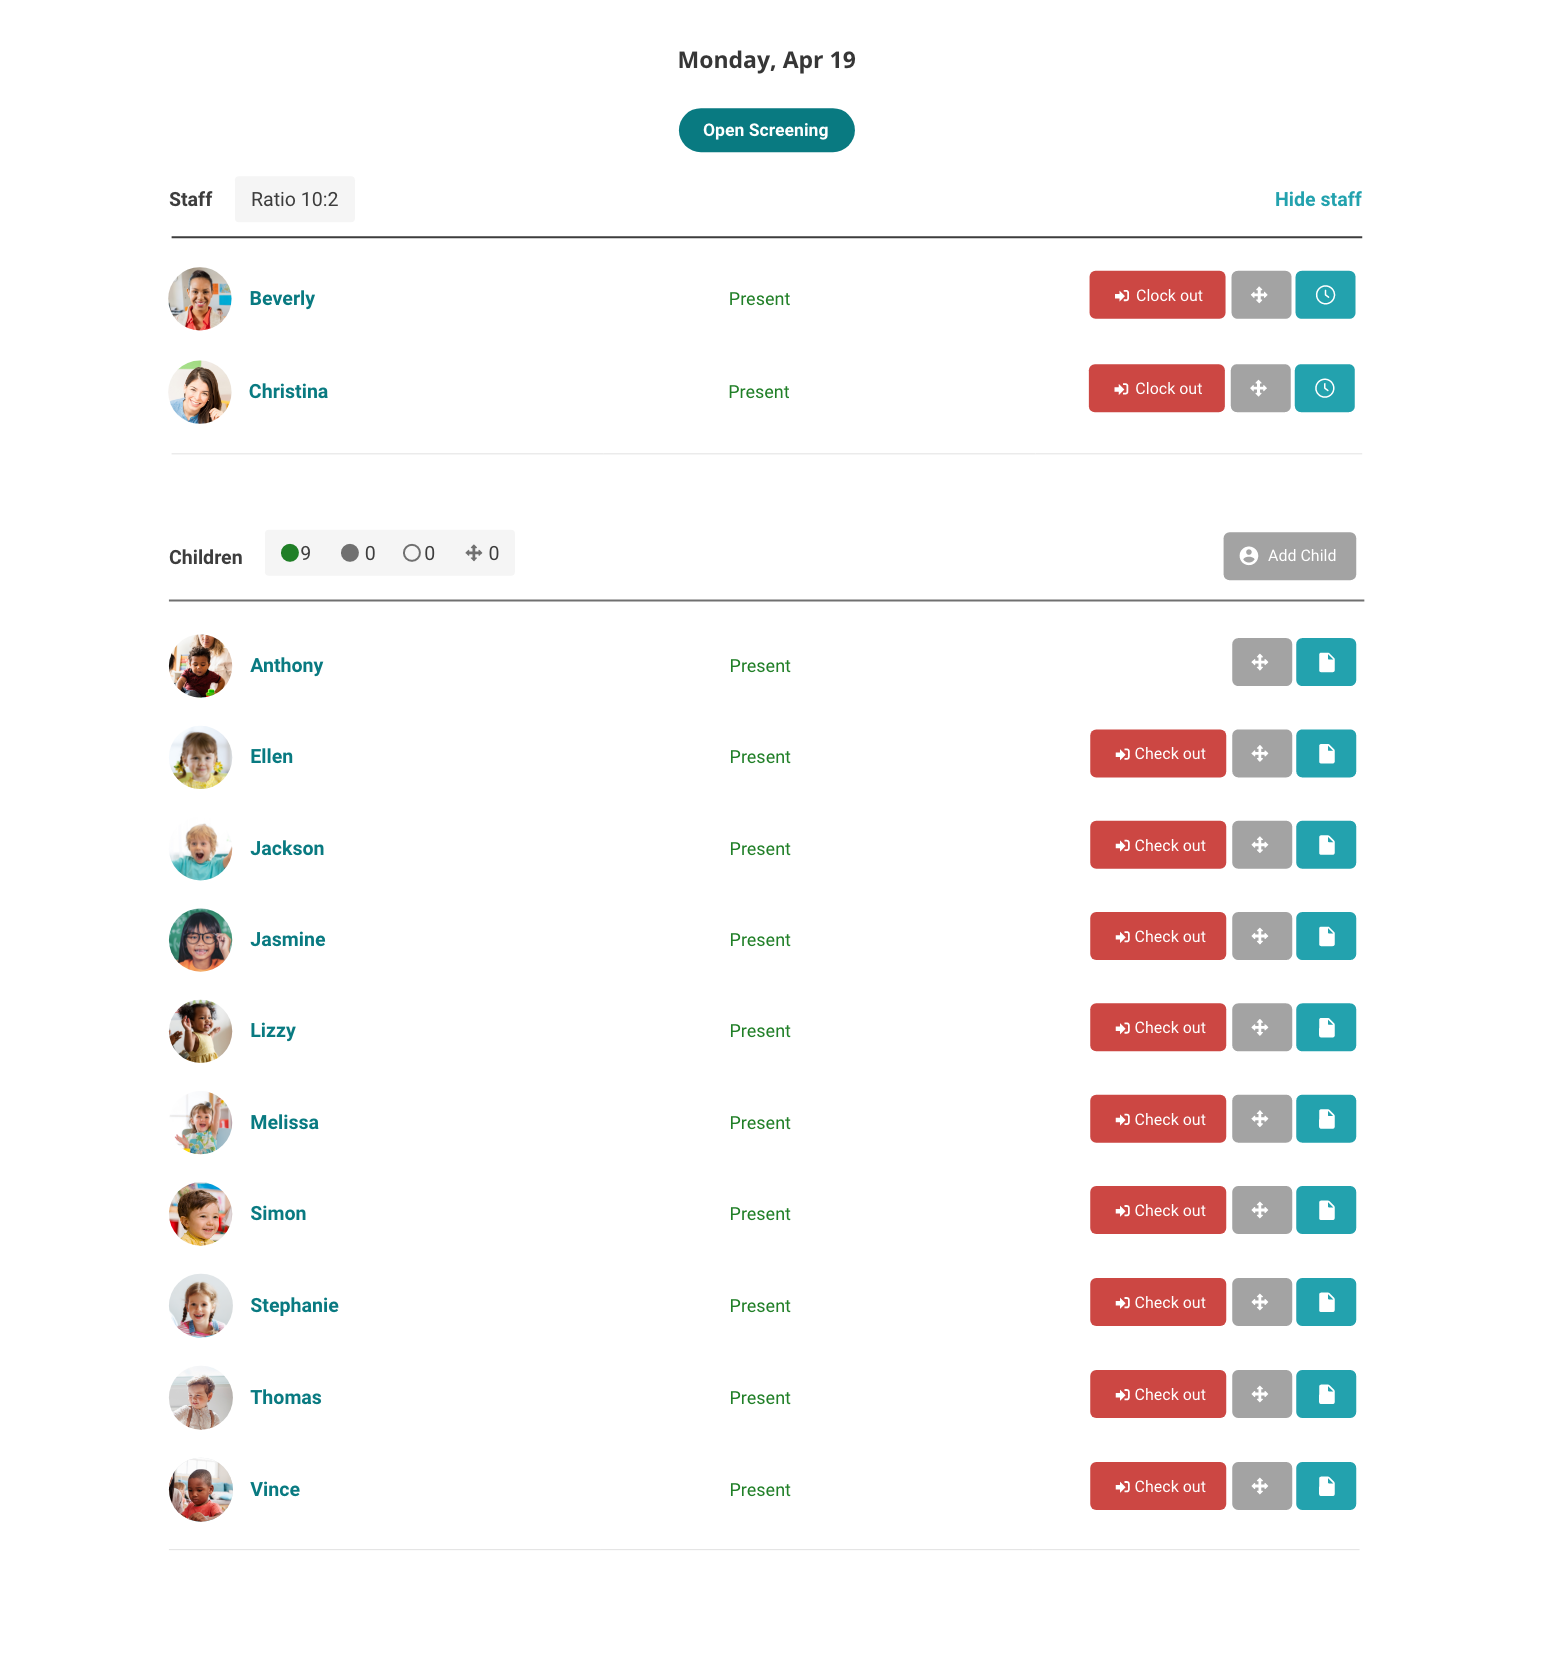 Monday, Apr 19
Open Screening
Staff Ratio 10:2 Hide staff
Beverly Present Clock out
Christina Present Clock out
Children 9 0 0 0 Add Child
Anthony Present
Ellen Present Check out
Jackson Present Check out
Jasmine Present Check out
Lizzy Present Check out
Melissa Present Check out
Simon Present Check out
Stephanie Present Check out
Thomas Present Check out
Vince Present Check out